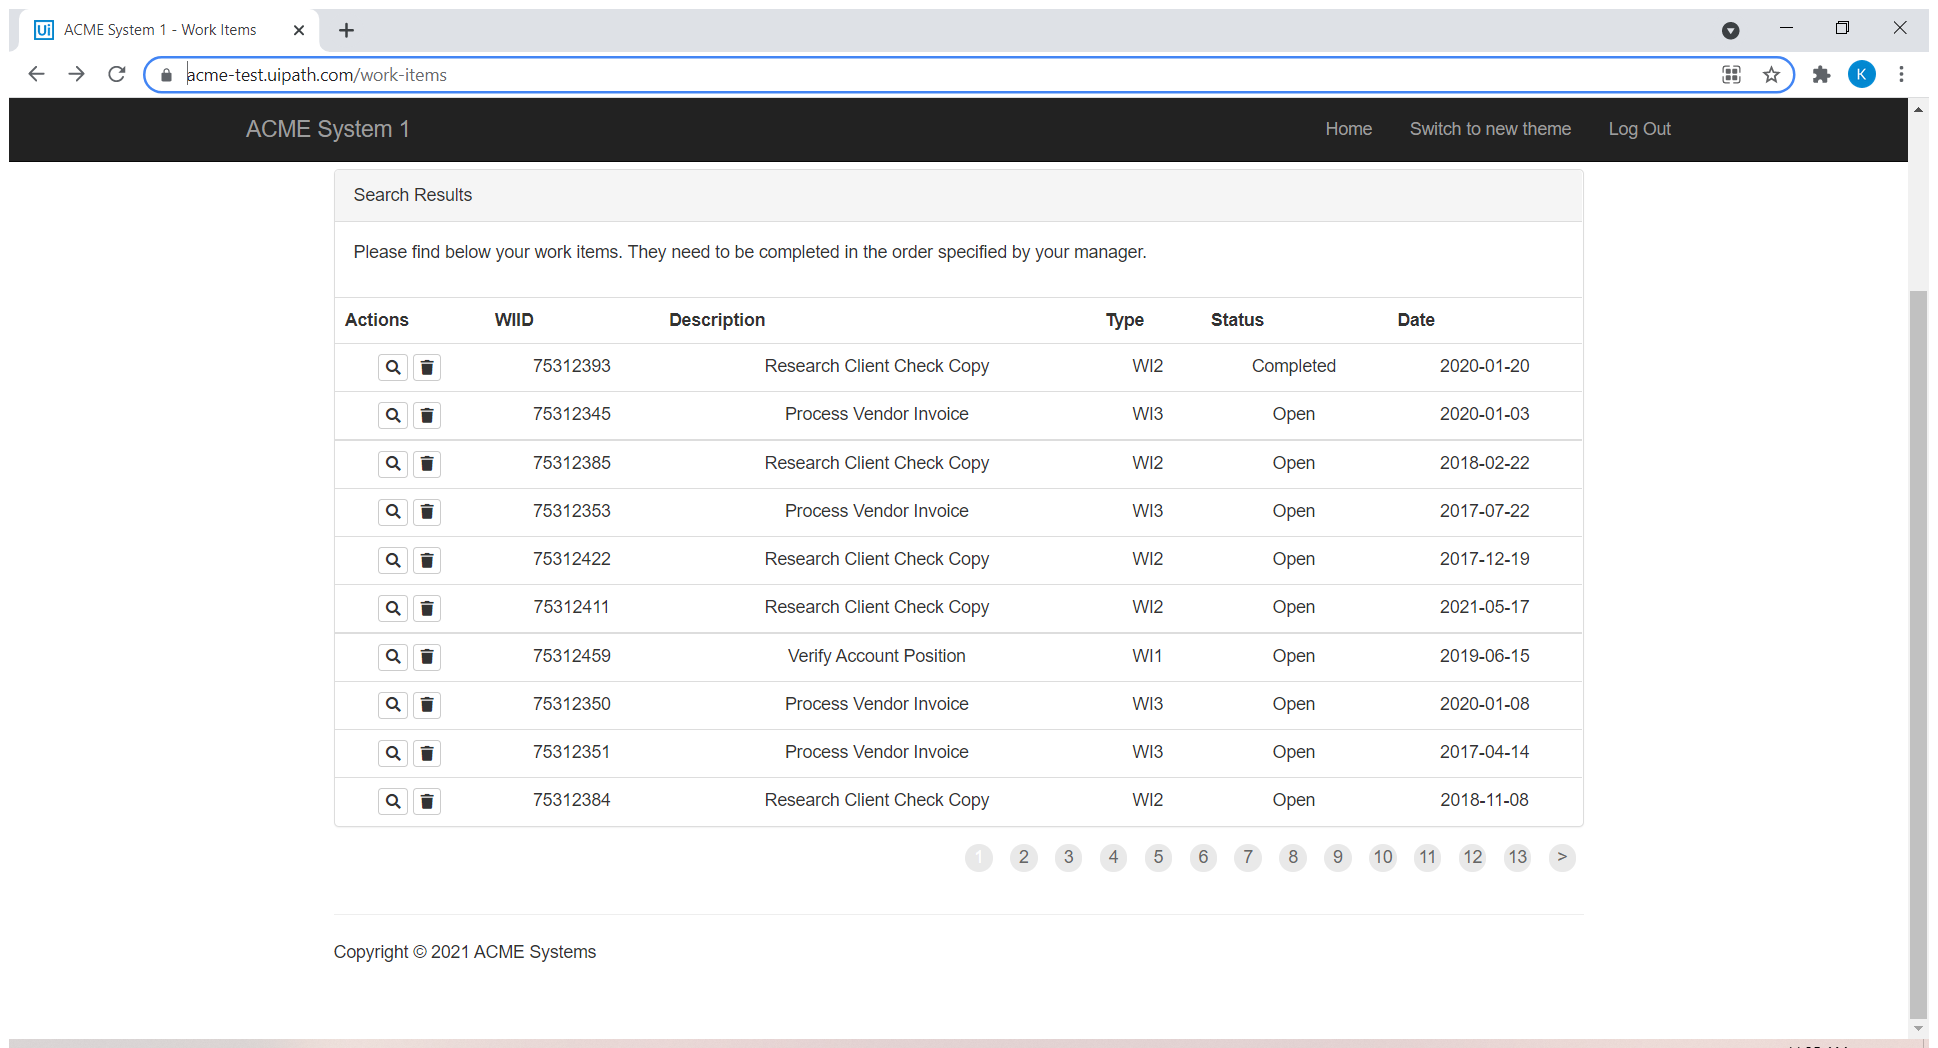 Ui ACME System 1 - Work Items
acme-test.uipath.com/work-items
K
ACME System 1 Home Switch to new theme Log Out
Search Results
Please find below your work items. They need to be completed in the order specified by your manager.
Actions WIID Description Type Status Date
75312393 Research Client Check Copy WI2 Completed 2020-01-20
75312345 Process Vendor Invoice WI3 Open 2020-01-03
75312385 Research Client Check Copy WI2 Open 2018-02-22
75312353 Process Vendor Invoice WI3 Open 2017-07-22
75312422 Research Client Check Copy WI2 Open 2017-12-19
75312411 Research Client Check Copy WI2 Open 2021-05-17
75312459 Verify Account Position WI1 Open 2019-06-15
75312350 Process Vendor Invoice WI3 Open 2020-01-08
75312351 Process Vendor Invoice WI3 Open 2017-04-14
75312384 Research Client Check Copy WI2 Open 2018-11-08
1 2 3 4 5 6 7 8 9 10 11 12 13 >
Copyright © 2021 ACME Systems